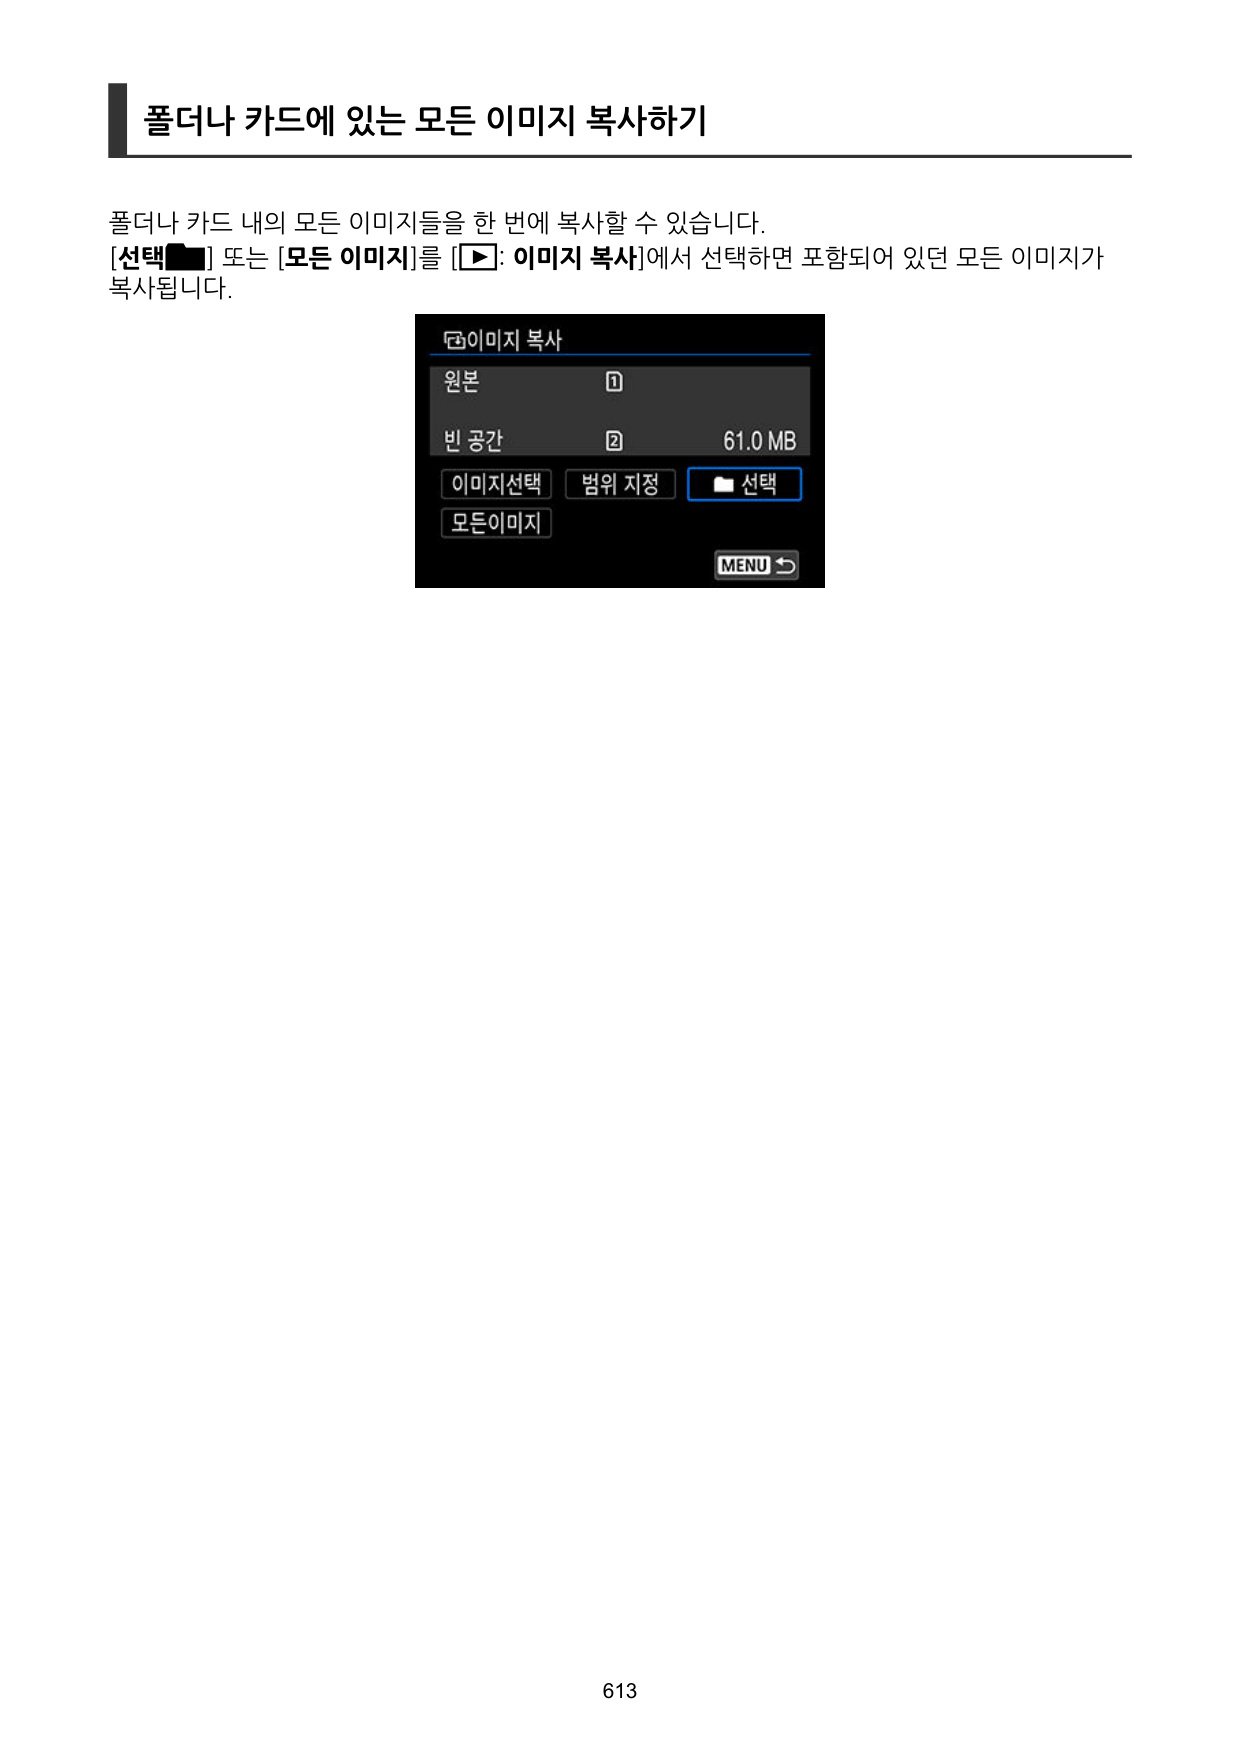 폴더나 카드에 있는 모든 이미지 복사하기
폴더나 카드 내의 모든 이미지들을 한 번에 복사할 수 있습니다.
[선택] 또는 [모든 이미지]를 [: 이미지 복사]에서 선택하면 포함되어 있던 모든 이미지가
복사됩니다.
이미지 복사
원본 1
빈 공간 2 61.0 MB
이미지선택 범위 지정 선택
모든이미지
MENU
613